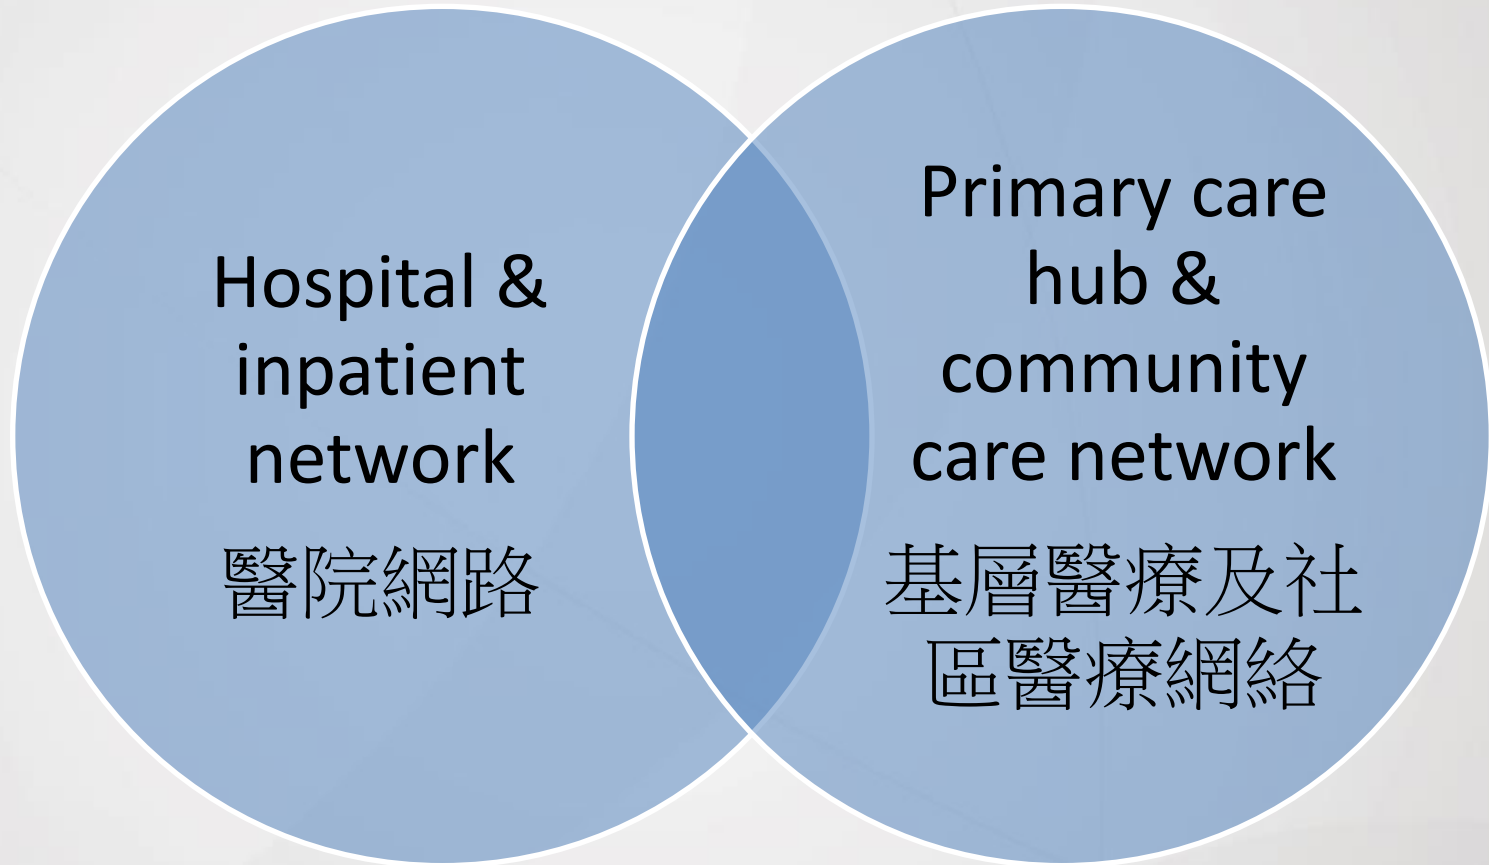 Hospital &
inpatient
network
醫院網路
Primary care
hub &
community
care network
基層醫療及社
區醫療網絡